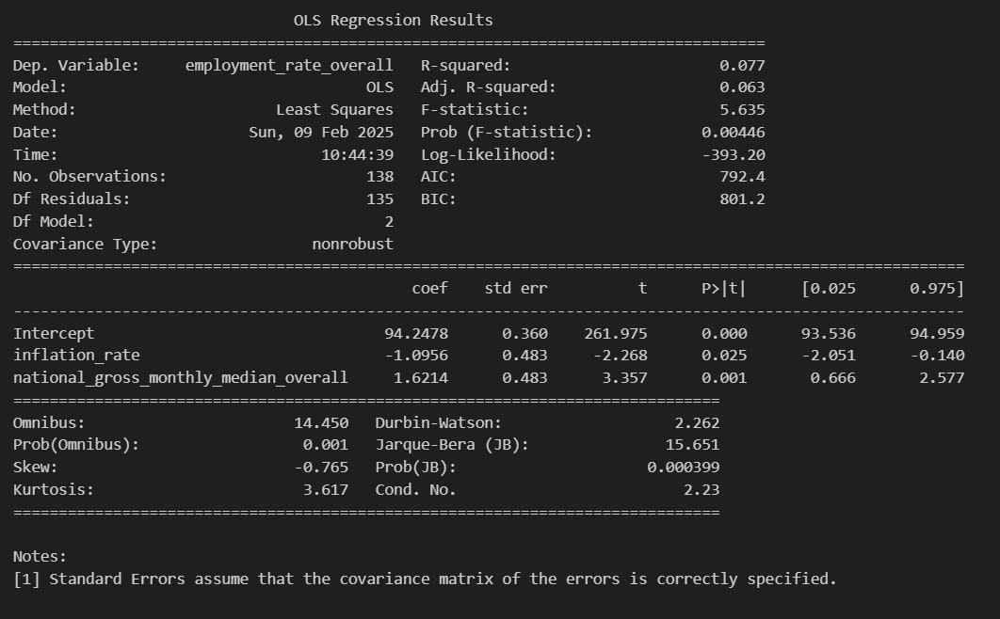 OLS Regression Results
==============================================================================
Dep. Variable:     employment_rate_overall   R-squared:                       0.077
Model:                                 OLS   Adj. R-squared:                  0.063
Method:                      Least Squares   F-statistic:                     5.635
Date:                     Sun, 09 Feb 2025   Prob (F-statistic):            0.00446
Time:                             10:44:39   Log-Likelihood:                -393.20
No. Observations:                      138   AIC:                             792.4
Df Residuals:                          135   BIC:                             801.2
Df Model:                                2
Covariance Type:                 nonrobust
==============================================================================
coef    std err          t      P>|t|      [0.025      0.975]
------------------------------------------------------------------------------
Intercept                                94.2478      0.360    261.975      0.000      93.536      94.959
inflation_rate                           -1.0956      0.483     -2.268      0.025      -2.051      -0.140
national_gross_monthly_median_overall     1.6214      0.483      3.357      0.001       0.666       2.577
==============================================================================
Omnibus:                       14.450   Durbin-Watson:                   2.262
Prob(Omnibus):                  0.001   Jarque-Bera (JB):               15.651
Skew:                          -0.765   Prob(JB):                     0.000399
Kurtosis:                       3.617   Cond. No.                         2.23
==============================================================================
Notes:
[1] Standard Errors assume that the covariance matrix of the errors is correctly specified.